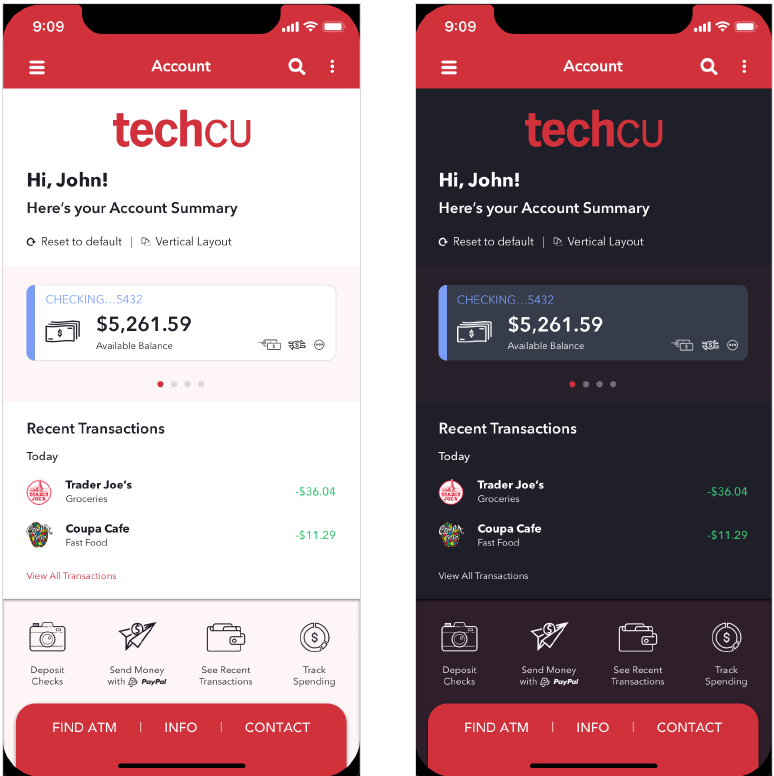 9:09
Account
techcu
Hi, John!
Here's your Account Summary
Reset to default | Vertical Layout
CHECKING...5432
$5,261.59
Available Balance
Recent Transactions
Today
TRADER JOE'S
Trader Joe's
Groceries
-$36.04
Coupa Cafe
Fast Food
-$11.29
View All Transactions
Deposit
Checks
Send Money
with PayPal
See Recent
Transactions
Track
Spending
FIND ATM | INFO | CONTACT
9:09
Account
techcu
Hi, John!
Here's your Account Summary
Reset to default | Vertical Layout
CHECKING...5432
$5,261.59
Available Balance
Recent Transactions
Today
TRADER JOE'S
Trader Joe's
Groceries
-$36.04
Coupa Cafe
Fast Food
-$11.29
View All Transactions
Deposit
Checks
Send Money
with PayPal
See Recent
Transactions
Track
Spending
FIND ATM | INFO | CONTACT